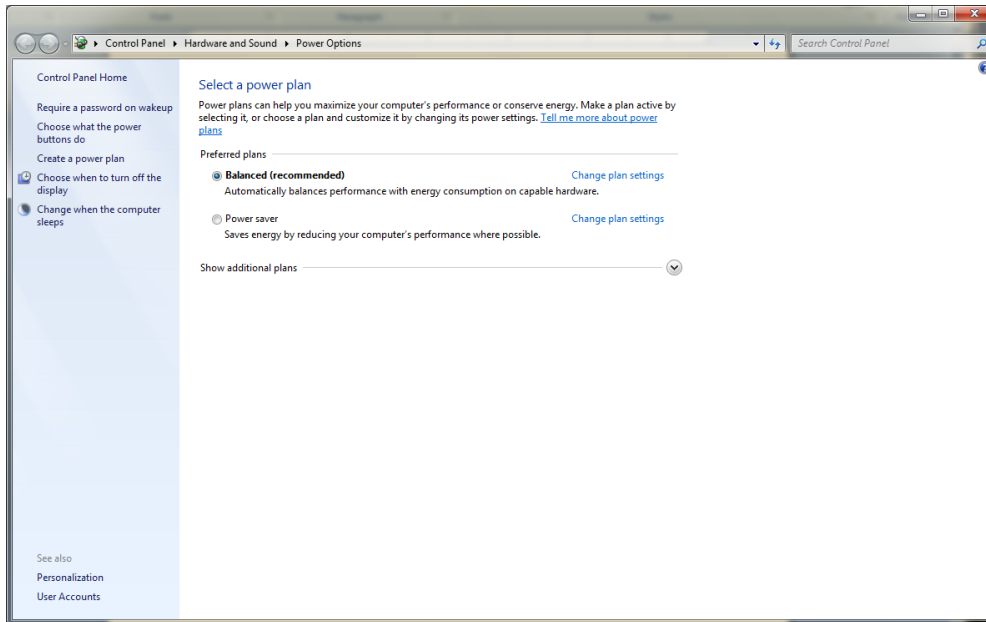 Control Panel ▸ Hardware and Sound ▸ Power Options
Search Control Panel
Control Panel Home
Require a password on wakeup
Choose what the power
buttons do
Create a power plan
Choose when to turn off the
display
Change when the computer
sleeps
See also
Personalization
User Accounts
Select a power plan
Power plans can help you maximize your computer's performance or conserve energy. Make a plan active by
selecting it, or choose a plan and customize it by changing its power settings. Tell me more about power
plans
Preferred plans
Balanced (recommended) Change plan settings
Automatically balances performance with energy consumption on capable hardware.
Power saver Change plan settings
Saves energy by reducing your computer's performance where possible.
Show additional plans